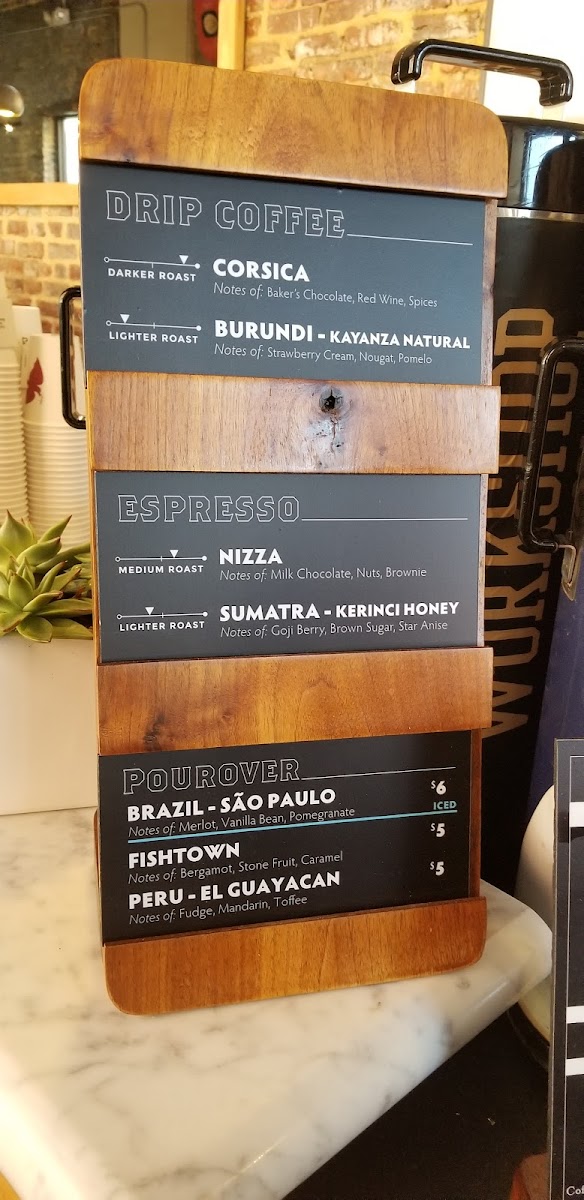 DRIP COFFEE
DARKER ROAST
CORSICA
Notes of: Baker's Chocolate, Red Wine, Spices
LIGHTER ROAST
BURUNDI - KAYANZA NATURAL
Notes of: Strawberry Cream, Nougat, Pomelo
ESPRESSO
MEDIUM ROAST
NIZZA
Notes of: Milk Chocolate, Nuts, Brownie
LIGHTER ROAST
SUMATRA - KERINCI HONEY
Notes of: Goji Berry, Brown Sugar, Star Anise
POUROVER
BRAZIL - SÃO PAULO $6
Notes of: Merlot, Vanilla Bean, Pomegranate ICED
FISHTOWN $5
Notes of: Bergamot, Stone Fruit, Caramel
PERU - EL GUAYACAN $5
Notes of: Fudge, Mandarin, Toffee
WORKSHOP